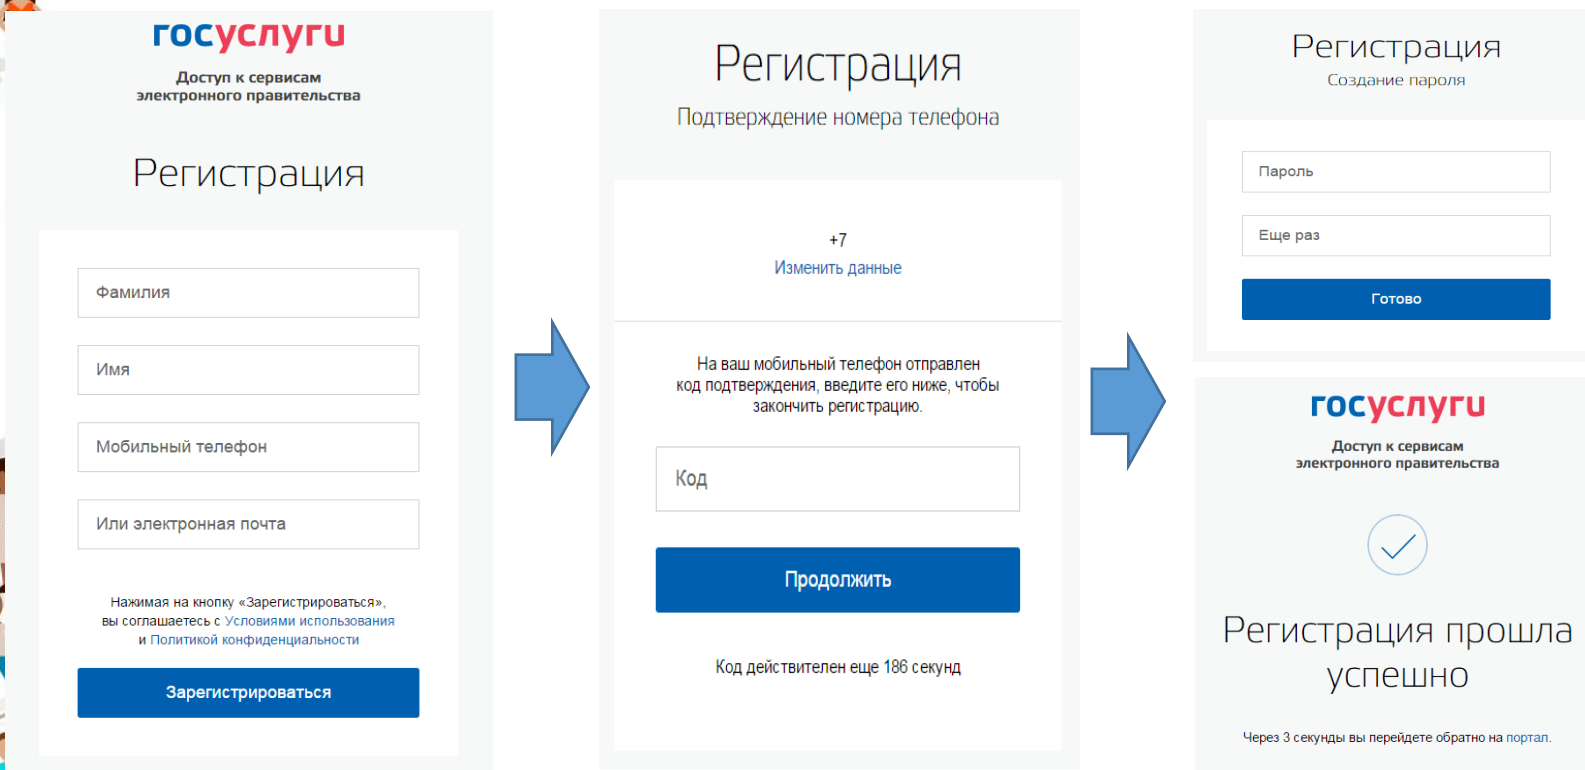 госуслуги
Доступ к сервисам
электронного правительства
Регистрация
Фамилия
Имя
Мобильный телефон
Или электронная почта
Нажимая на кнопку «Зарегистрироваться»,
вы соглашаетесь с Условиями использования
и Политикой конфиденциальности
Зарегистрироваться
Регистрация
Подтверждение номера телефона
+7
Изменить данные
На ваш мобильный телефон отправлен
код подтверждения, введите его ниже, чтобы
закончить регистрацию.
Код
Продолжить
Код действителен еще 186 секунд
Регистрация
Создание пароля
Пароль
Еще раз
Готово
госуслуги
Доступ к сервисам
электронного правительства
Регистрация прошла
успешно
Через 3 секунды вы перейдете обратно на портал.